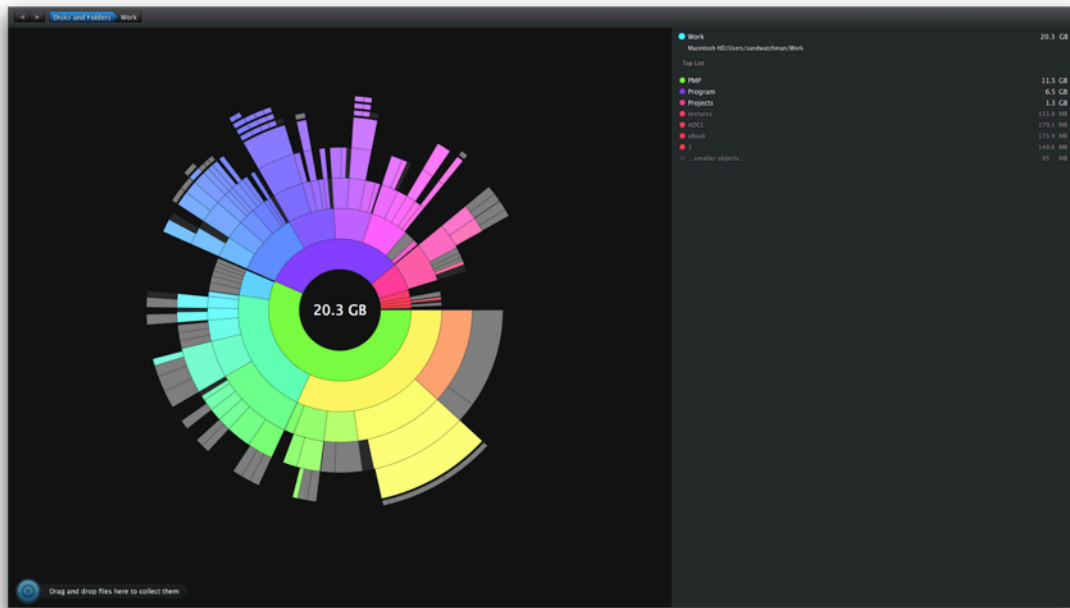 Disks and Folders Work
Work 20.3 GB
Macintosh HD/Users/sandwatchman/Work
Top List
PMP 11.5 GB
Program 6.5 GB
Projects 1.3 GB
textures 311.8 MB
ADCL 179.3 MB
eBook 175.9 MB
3 148.6 MB
...smaller objects... 95 MB
20.3 GB
Drag and drop files here to collect them